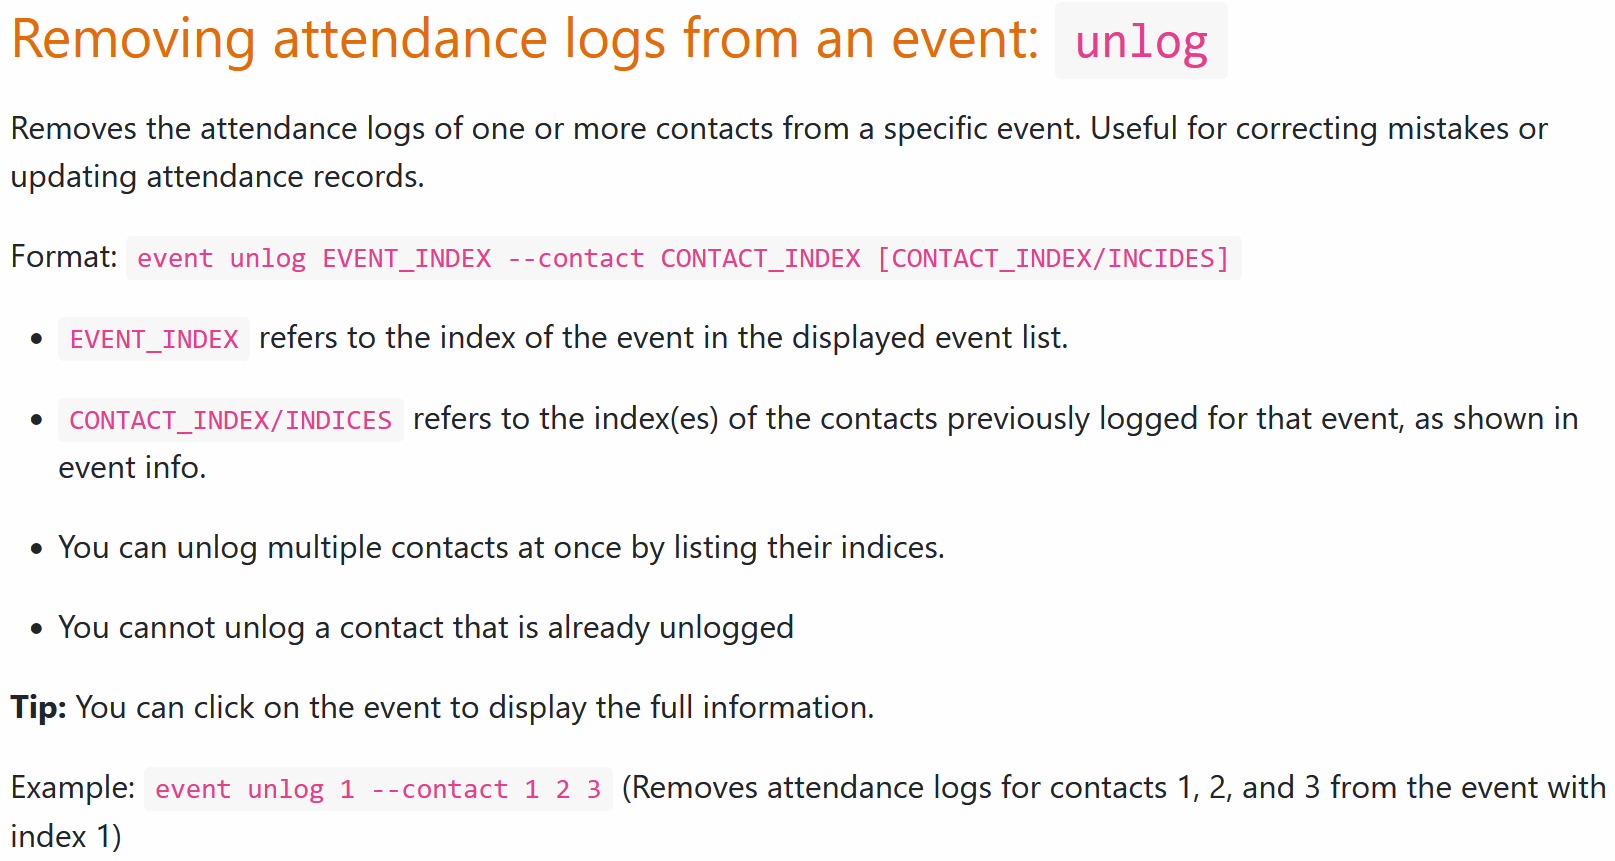 Removing attendance logs from an event: unlog
Removes the attendance logs of one or more contacts from a specific event. Useful for correcting mistakes or
updating attendance records.
Format: event unlog EVENT_INDEX --contact CONTACT_INDEX [CONTACT_INDEX/INCIDES]
• EVENT_INDEX refers to the index of the event in the displayed event list.
• CONTACT_INDEX/INDICES refers to the index(es) of the contacts previously logged for that event, as shown in
event info.
• You can unlog multiple contacts at once by listing their indices.
• You cannot unlog a contact that is already unlogged
Tip: You can click on the event to display the full information.
Example: event unlog 1 --contact 1 2 3 (Removes attendance logs for contacts 1, 2, and 3 from the event with
index 1)